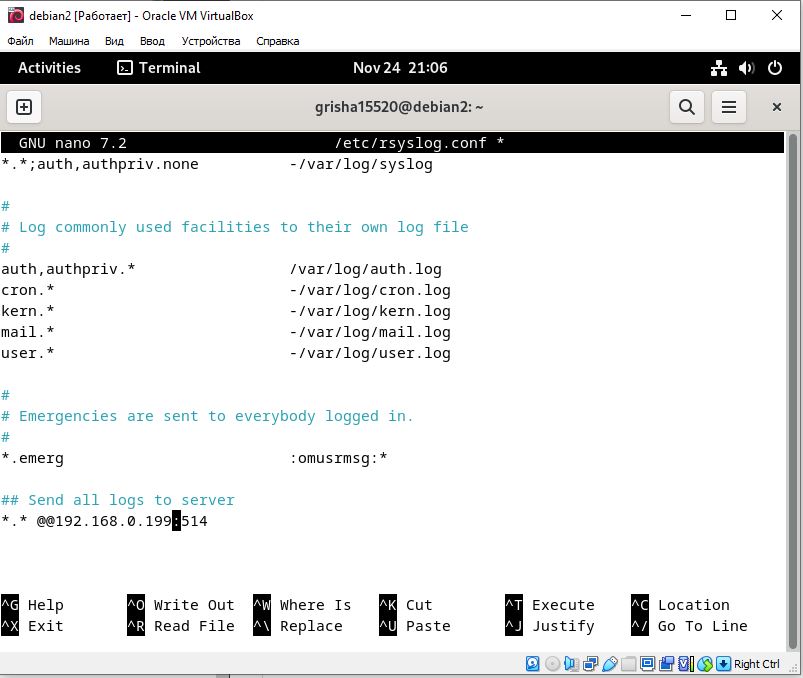 debian2 [Работает] - Oracle VM VirtualBox
Файл Машина Вид Ввод Устройства Справка
Activities Terminal Nov 24 21:06
grisha15520@debian2: ~
GNU nano 7.2 /etc/rsyslog.conf *
*.*;auth,authpriv.none -/var/log/syslog
#
# Log commonly used facilities to their own log file
#
auth,authpriv.* /var/log/auth.log
cron.* -/var/log/cron.log
kern.* -/var/log/kern.log
mail.* -/var/log/mail.log
user.* -/var/log/user.log
#
# Emergencies are sent to everybody logged in.
#
*.emerg :omusrmsg:*
## Send all logs to server
*.* @@192.168.0.199:514
^G Help ^O Write Out ^W Where Is ^K Cut ^T Execute ^C Location
^X Exit ^R Read File ^\ Replace ^U Paste ^J Justify ^/ Go To Line
Right Ctrl